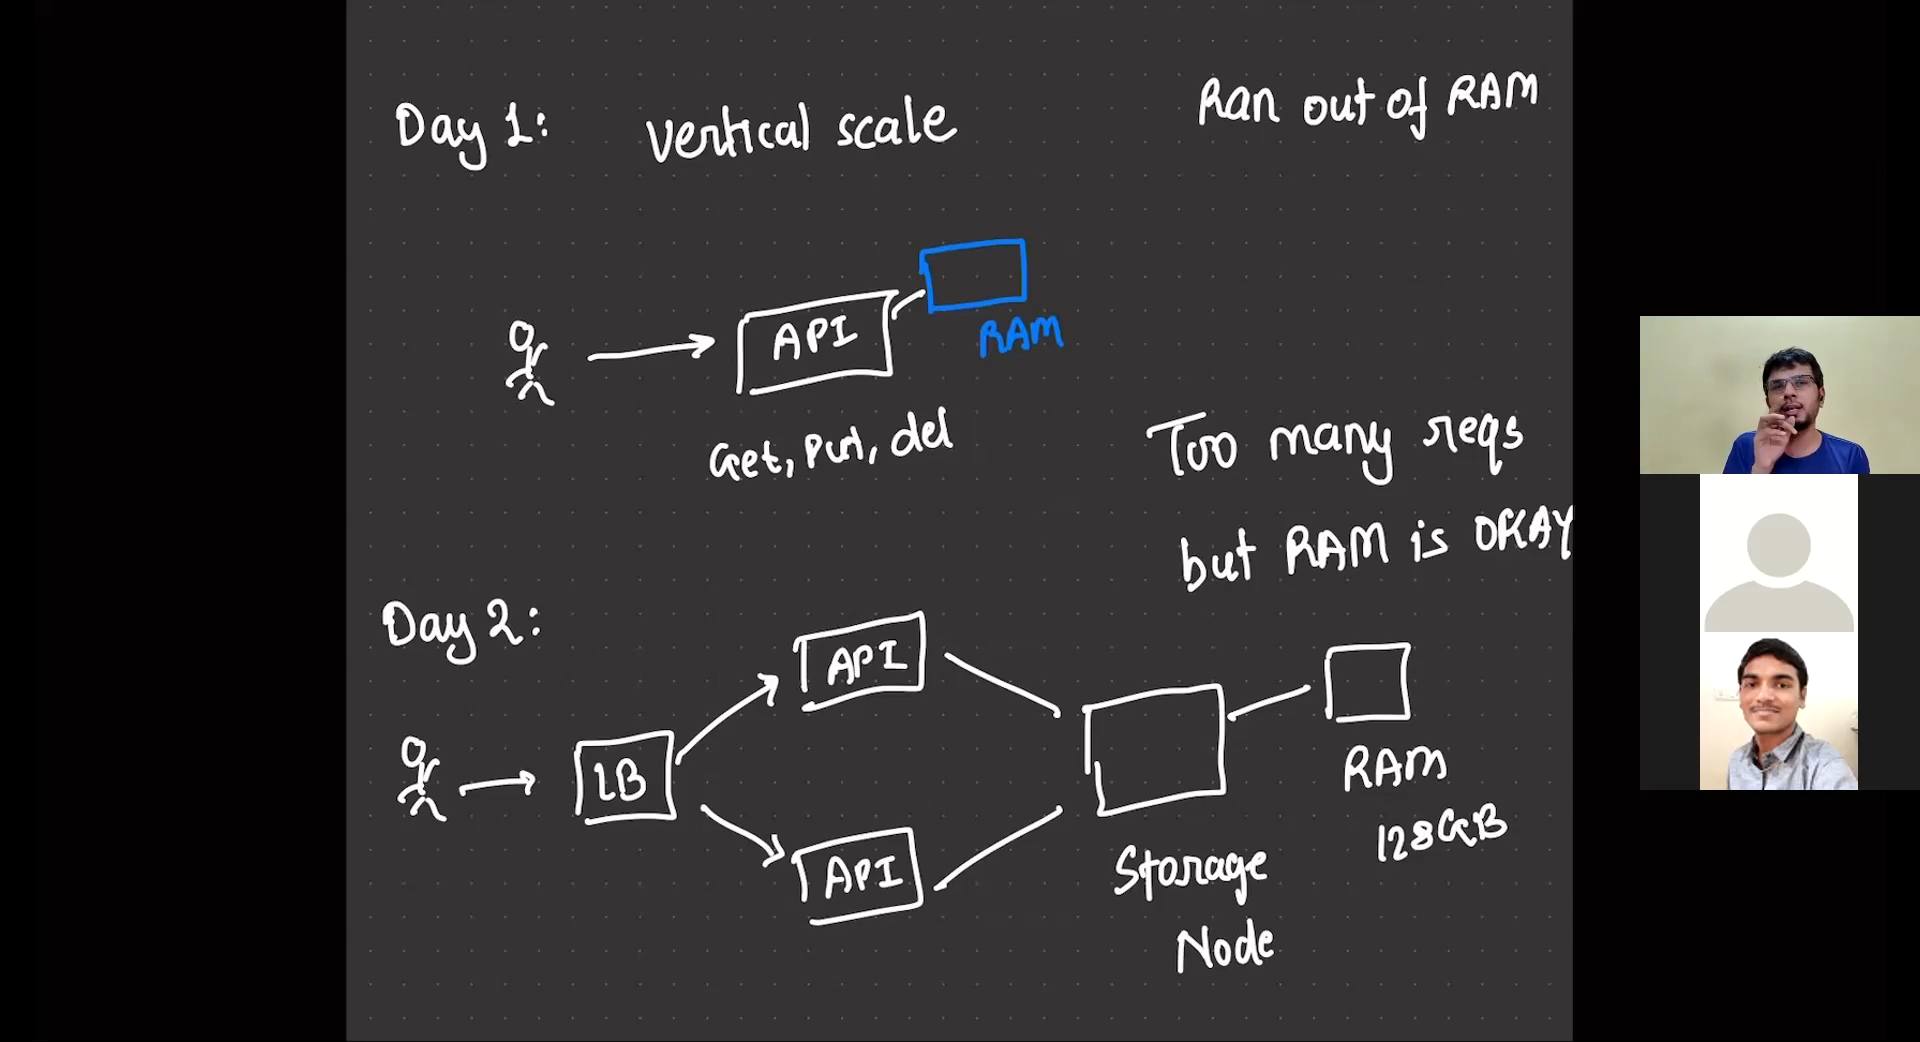 Day 1:
Vertical scale
Ran out of RAM
API
RAM
Get, Put, del
Too many reqs
but RAM is OKAY
Day 2:
LB
API
API
Storage
Node
RAM
128GB